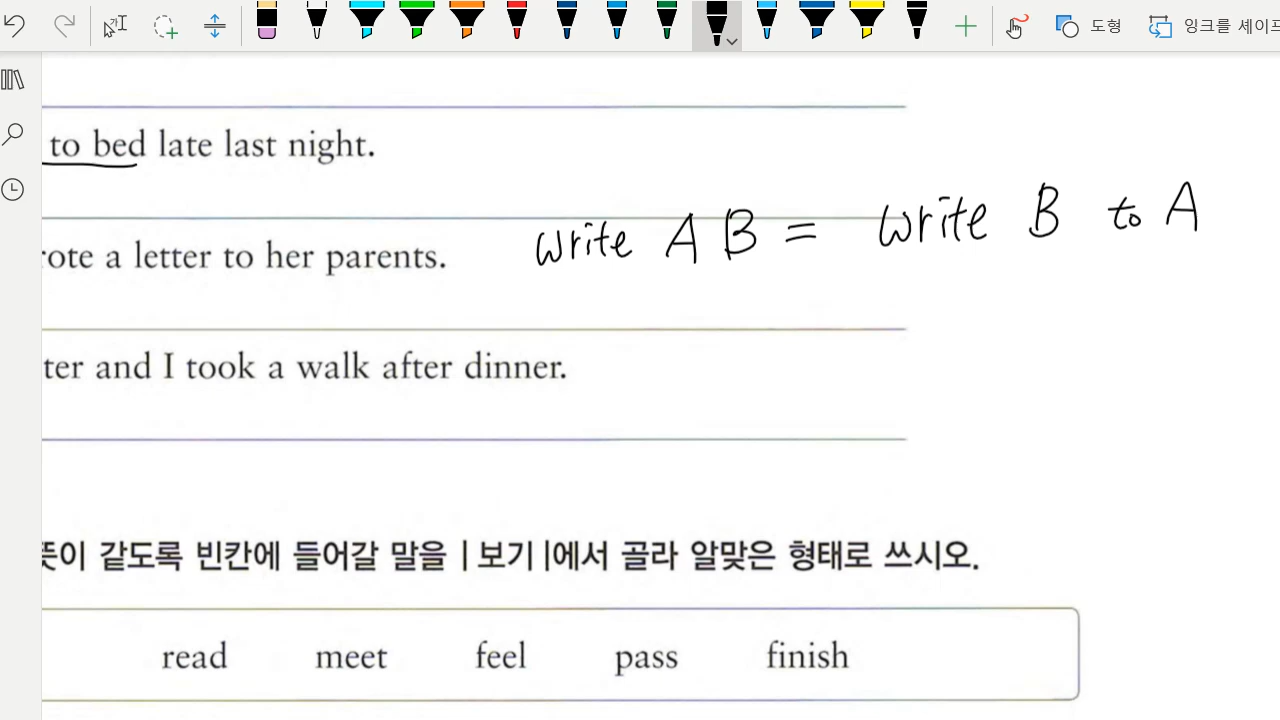 도형
잉크를 셰이프
to bed late last night.
write A B = write B to A
rote a letter to her parents.
ter and I took a walk after dinner.
뜻이 같도록 빈칸에 들어갈 말을 | 보기 |에서 골라 알맞은 형태로 쓰시오.
read meet feel pass finish